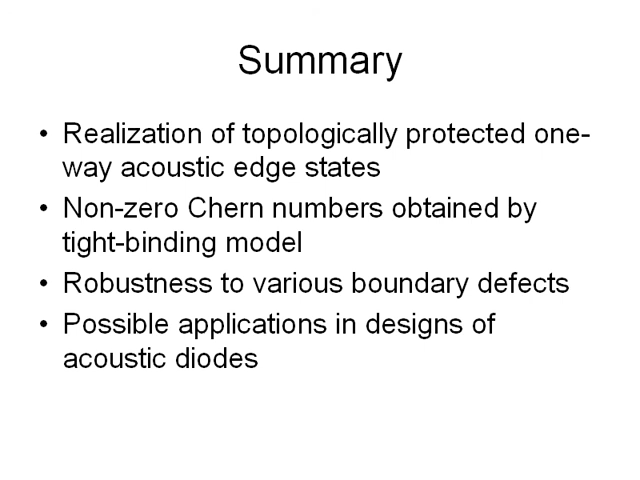 Summary
• Realization of topologically protected one-
way acoustic edge states
• Non-zero Chern numbers obtained by
tight-binding model
• Robustness to various boundary defects
• Possible applications in designs of
acoustic diodes